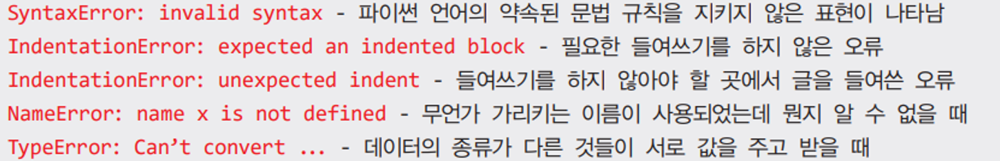 SyntaxError: invalid syntax - 파이썬 언어의 약속된 문법 규칙을 지키지 않은 표현이 나타남
IndentationError: expected an indented block - 필요한 들여쓰기를 하지 않은 오류
IndentationError: unexpected indent - 들여쓰기를 하지 않아야 할 곳에서 글을 들여쓴 오류
NameError: name x is not defined - 무언가 가리키는 이름이 사용되었는데 뭔지 알 수 없을 때
TypeError: Can’t convert ... - 데이터의 종류가 다른 것들이 서로 값을 주고 받을 때